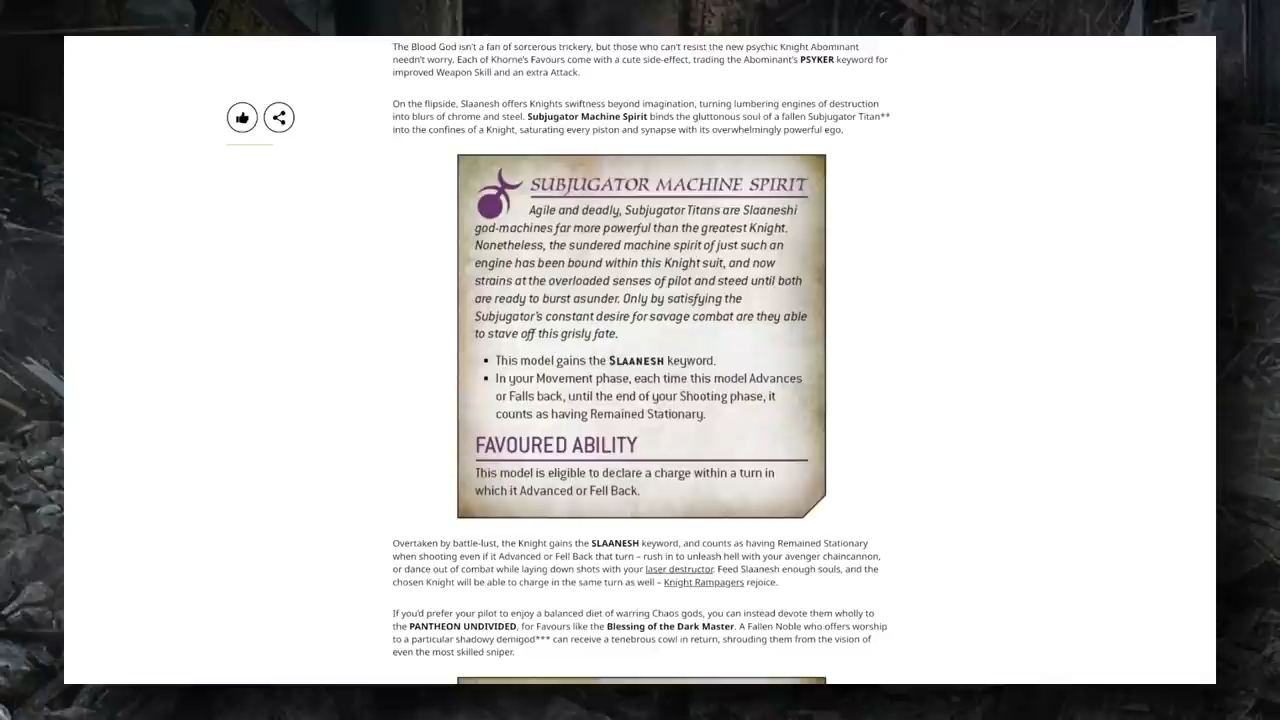 The Blood God isn't a fan of sorcerous trickery, but those who can't resist the new psychic Knight Abominant
needn't worry. Each of Khorne's Favours come with a cute side-effect, trading the Abominant's PSYKER keyword for
improved Weapon Skill and an extra Attack.
On the flipside, Slaanesh offers Knights swiftness beyond imagination, turning lumbering engines of destruction
into blurs of chrome and steel. Subjugator Machine Spirit binds the gluttonous soul of a fallen Subjugator Titan**
into the confines of a Knight, saturating every piston and synapse with its overwhelmingly powerful ego.
SUBJUGATOR MACHINE SPIRIT
Agile and deadly, Subjugator Titans are Slaaneshi
god-machines far more powerful than the greatest Knight.
Nonetheless, the sundered machine spirit of just such an
engine has been bound within this Knight suit, and now
strains at the overloaded senses of pilot and steed until both
are ready to burst asunder. Only by satisfying the
Subjugator's constant desire for savage combat are they able
to stave off this grisly fate.
▪ This model gains the SLAANESH keyword.
▪ In your Movement phase, each time this model Advances
or Falls back, until the end of your Shooting phase, it
counts as having Remained Stationary.
FAVOURED ABILITY
This model is eligible to declare a charge within a turn in
which it Advanced or Fell Back.
Overtaken by battle-lust, the Knight gains the SLAANESH keyword, and counts as having Remained Stationary
when shooting even if it Advanced or Fell Back that turn – rush in to unleash hell with your avenger chaincannon,
or dance out of combat while laying down shots with your laser destructor. Feed Slaanesh enough souls, and the
chosen Knight will be able to charge in the same turn as well – Knight Rampagers rejoice.
If you'd prefer your pilot to enjoy a balanced diet of warring Chaos gods, you can instead devote them wholly to
the PANTHEON UNDIVIDED, for Favours like the Blessing of the Dark Master. A Fallen Noble who offers worship
to a particular shadowy demigod*** can receive a tenebrous cowl in return, shrouding them from the vision of
even the most skilled sniper.